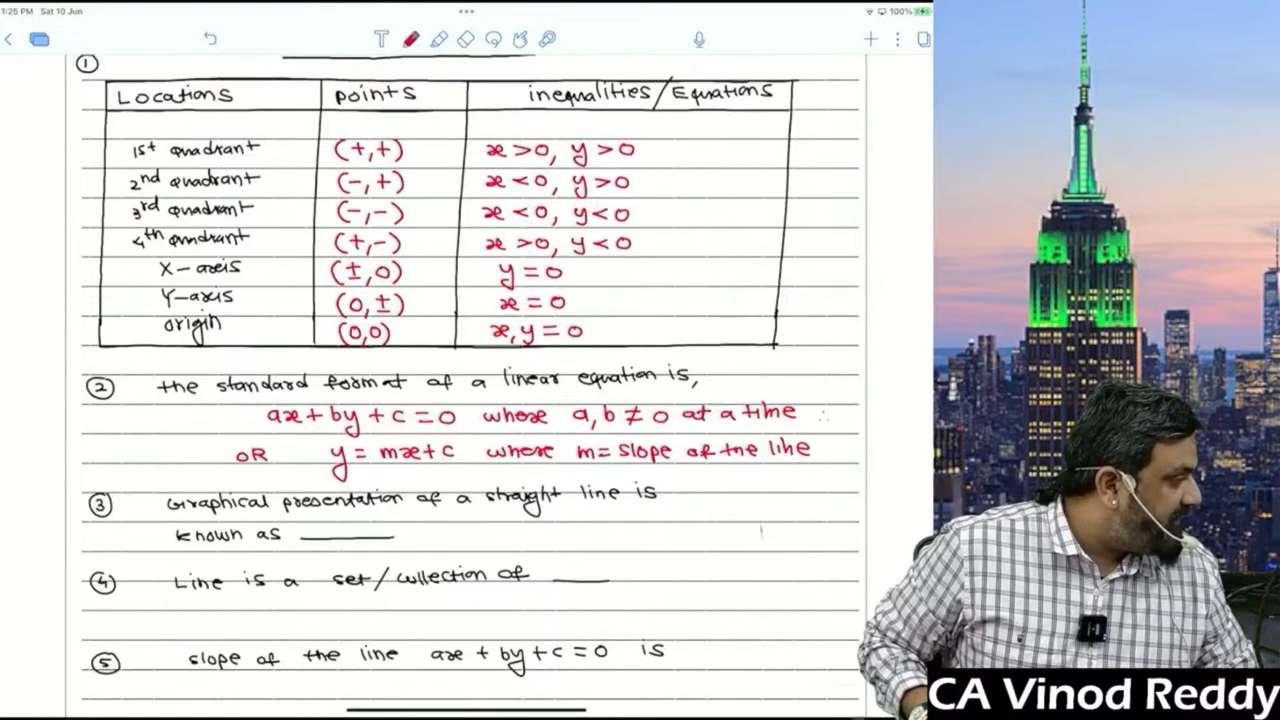 1:25 PM Sat 10 Jun
100%
①
Locations points inequalities/Equations
1st quadrant (+,+) x>0, y>0
2nd quadrant (-,+) x<0, y>0
3rd quadrant (-,-) x<0, y<0
4th quadrant (+,-) x>0, y<0
X-axis (±,0) y=0
Y-axis (0,±) x=0
origin (0,0) x,y=0
② the standard format of a linear equation is,
ax+by+c=0 where a,b≠0 at a time
OR y=mx+c where m=slope of the line
③ Graphical presentation of a straight line is
known as ______
④ Line is a set/collection of ____
⑤ slope of the line ax+by+c=0 is
CA Vinod Reddy